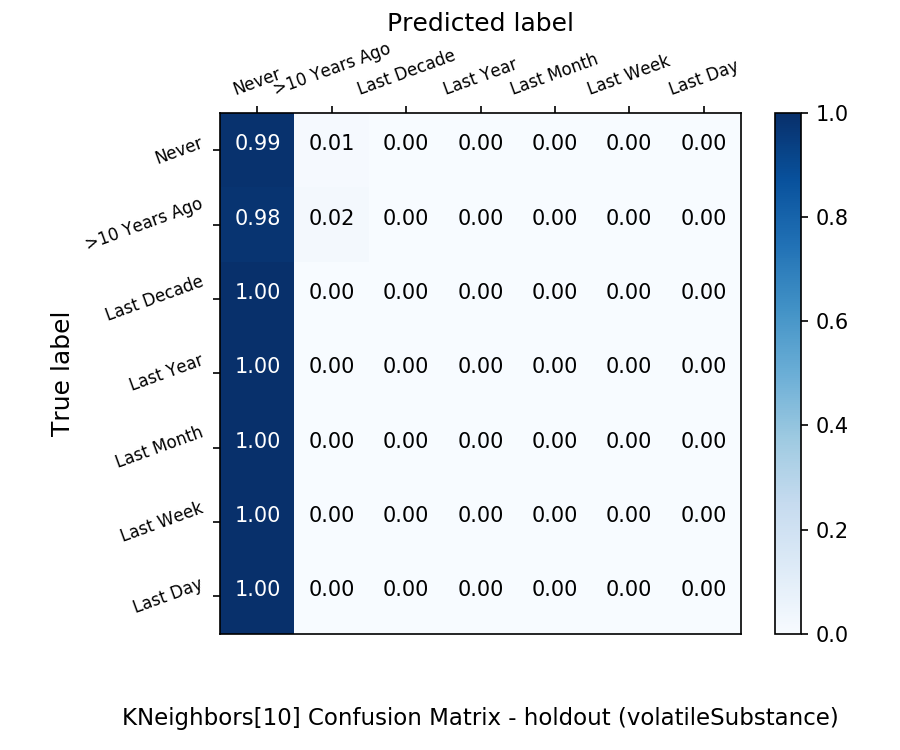 Predicted label
Never >10 Years Ago Last Decade Last Year Last Month Last Week Last Day
True label
Never 0.99 0.01 0.00 0.00 0.00 0.00 0.00
>10 Years Ago 0.98 0.02 0.00 0.00 0.00 0.00 0.00
Last Decade 1.00 0.00 0.00 0.00 0.00 0.00 0.00
Last Year 1.00 0.00 0.00 0.00 0.00 0.00 0.00
Last Month 1.00 0.00 0.00 0.00 0.00 0.00 0.00
Last Week 1.00 0.00 0.00 0.00 0.00 0.00 0.00
Last Day 1.00 0.00 0.00 0.00 0.00 0.00 0.00
1.0
0.8
0.6
0.4
0.2
0.0
KNeighbors[10] Confusion Matrix - holdout (volatileSubstance)